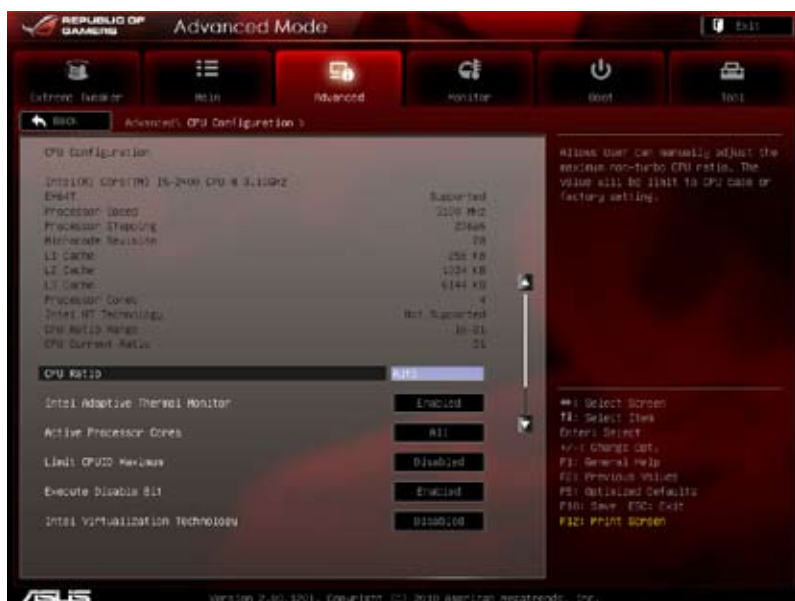 REPUBLIC OF GAMERS
Advanced Mode
Exit
Extreme Tweaker
Main
Advanced
Monitor
Boot
Tool
Back
Advanced\ CPU Configuration >
CPU Configuration
Intel(R) Core(TM) i5-2400 CPU @ 3.10GHz
EM64T Supported
Processor Speed 3100 MHz
Processor Stepping
Microcode Revision
L1 Cache 256 kB
L2 Cache 1024 kB
L3 Cache 6144 kB
Processor Cores 4
Intel HT Technology Not Supported
CPU Ratio Range 16-31
CPU Current Ratio 31
CPU Ratio Auto
Intel Adaptive Thermal Monitor Enabled
Active Processor Cores All
Limit CPUID Maximum Disabled
Execute Disable Bit Enabled
Intel Virtualization Technology Disabled
Allows User can manually adjust the
maximum non-turbo CPU ratio. The
value will be limit to CPU base or
factory setting.
: Select Screen
: Select Item
Enter: Select
+/-: Change Opt.
F1: General Help
F2: Previous Values
F5: Optimized Defaults
F10: Save ESC: Exit
F12: Print Screen
ASUS
Version 2.00.1201. Copyright (C) 2010 American Megatrends, Inc.